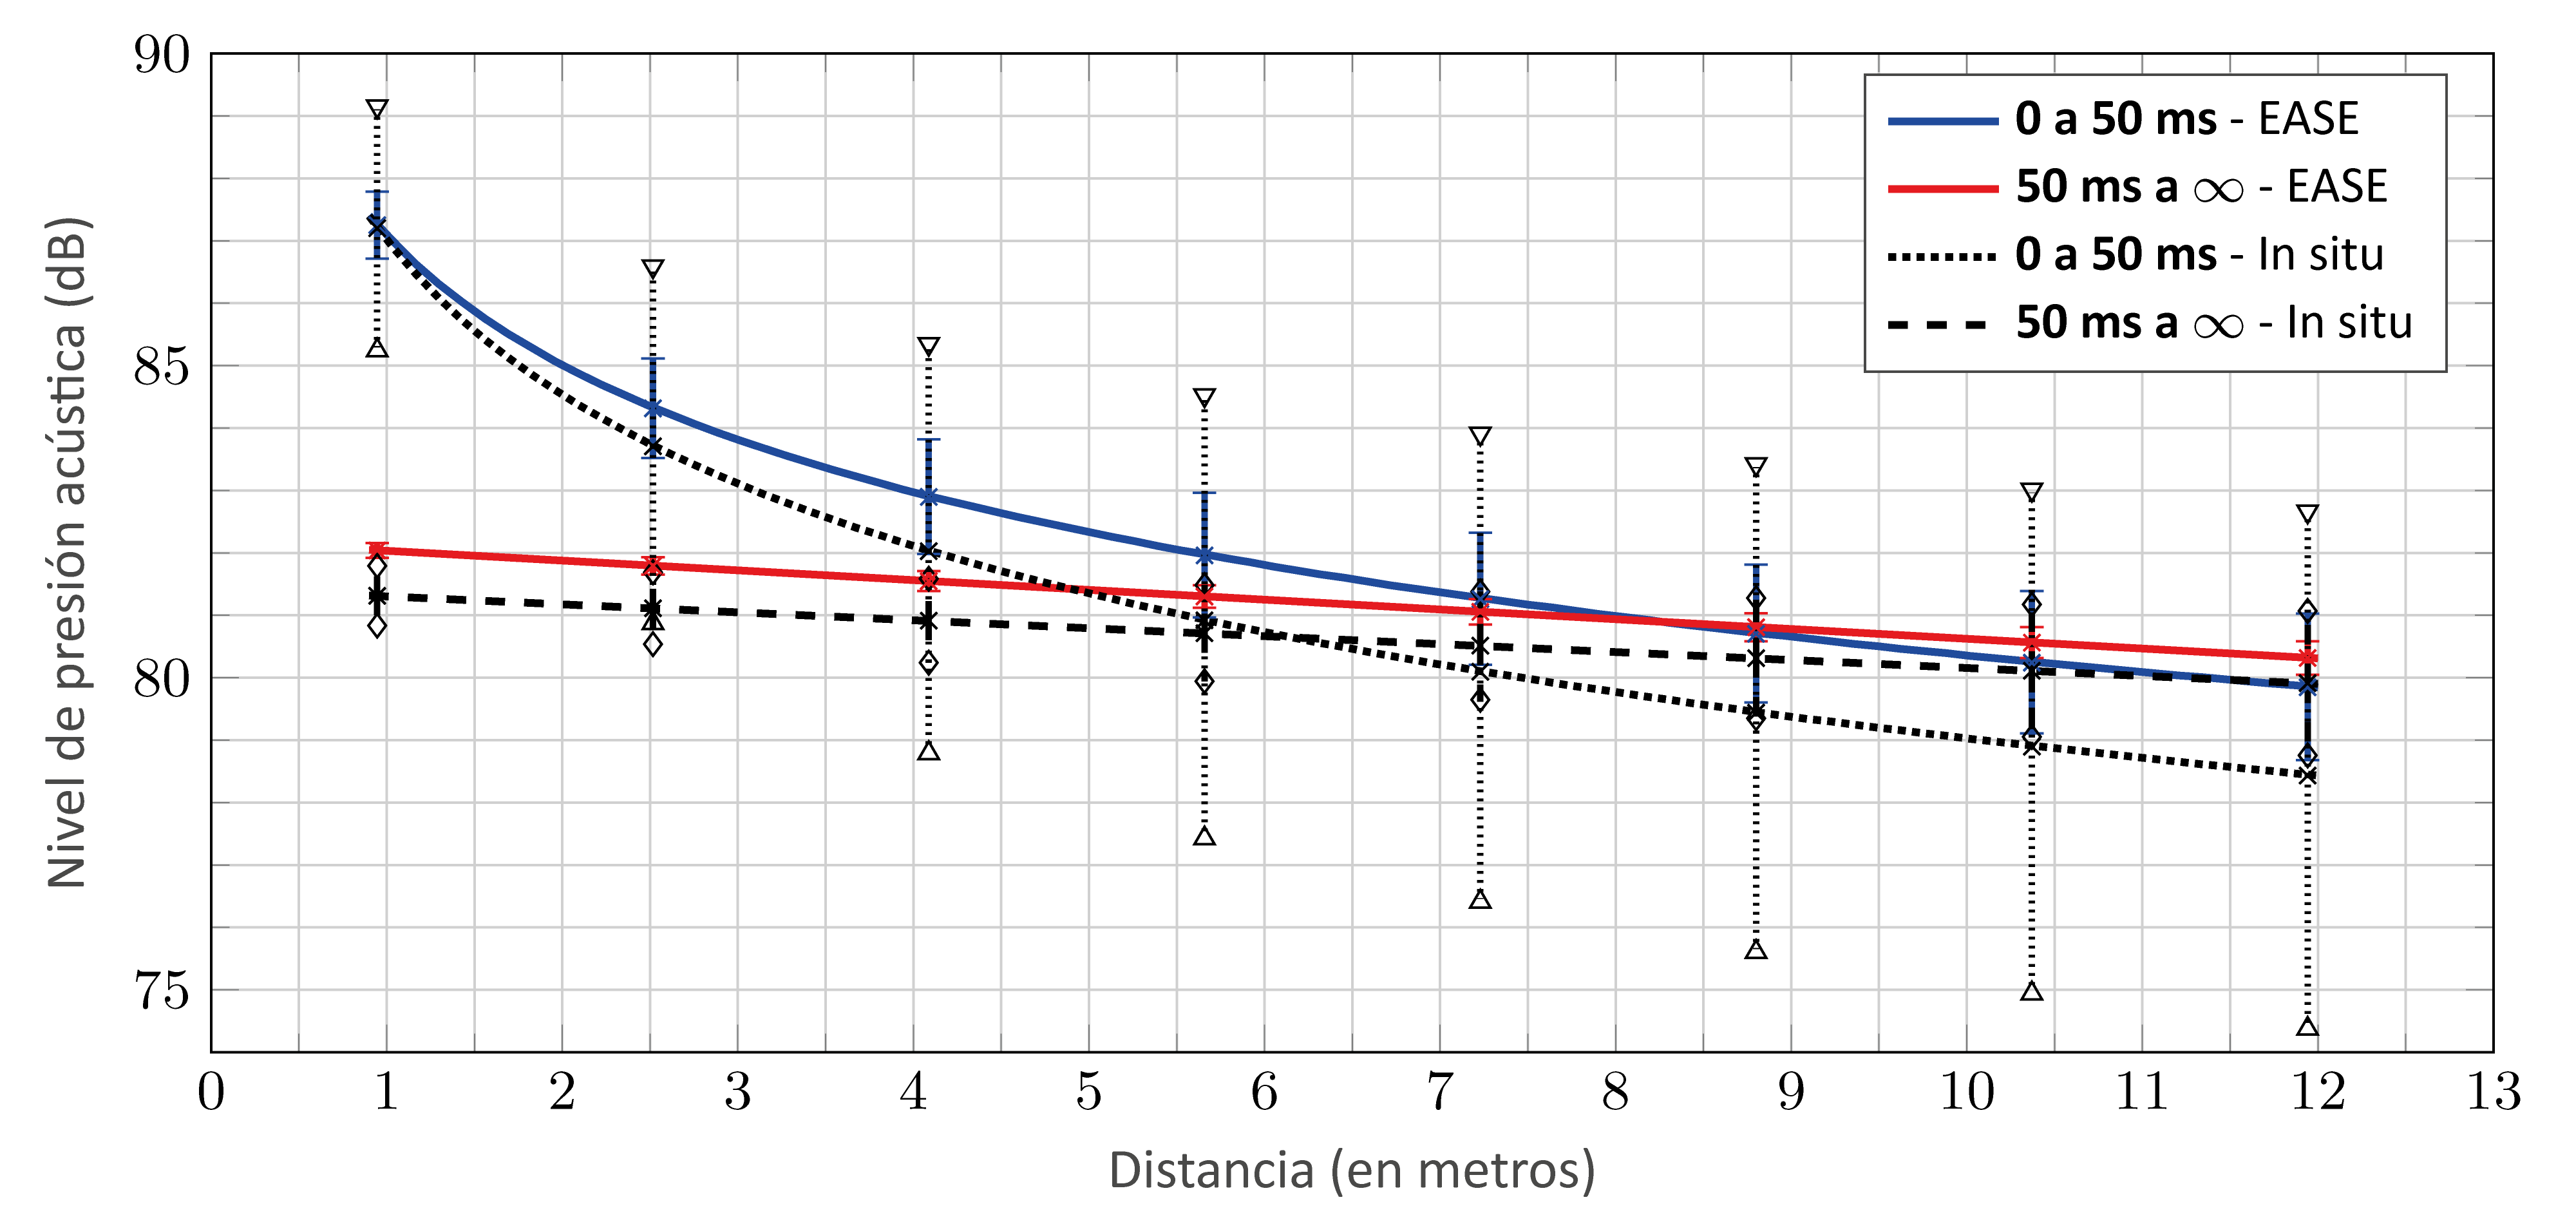 Nivel de presión acústica (dB)
90
85
80
75
0 a 50 ms - EASE
50 ms a ∞ - EASE
0 a 50 ms - In situ
50 ms a ∞ - In situ
0 1 2 3 4 5 6 7 8 9 10 11 12 13
Distancia (en metros)